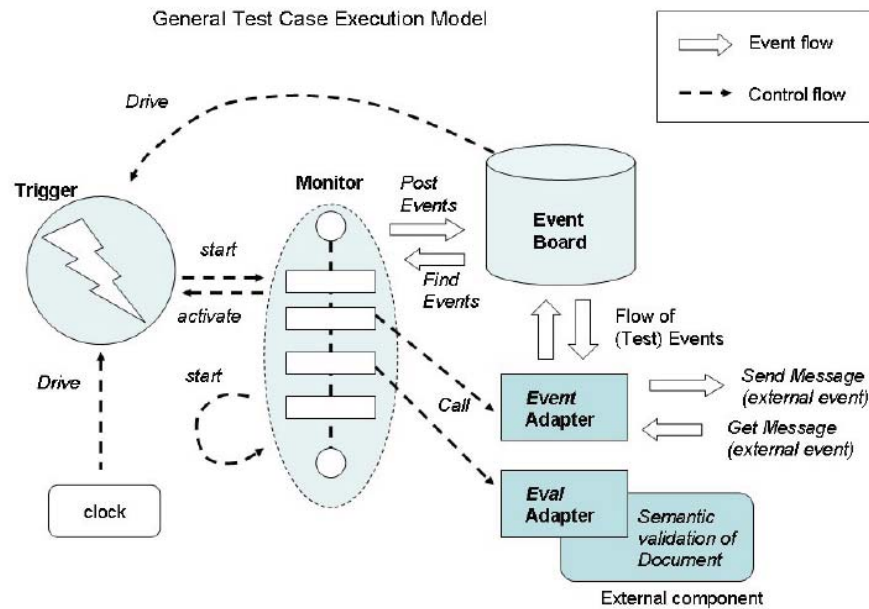 General Test Case Execution Model
Event flow
Control flow
Drive
Trigger
Monitor
Post
Events
Event
Board
start
Find
Events
activate
Flow of
(Test) Events
Drive
start
Call
Event
Adapter
Send Message
(external event)
Get Message
(external event)
clock
Eval
Adapter
Semantic
validation of
Document
External component